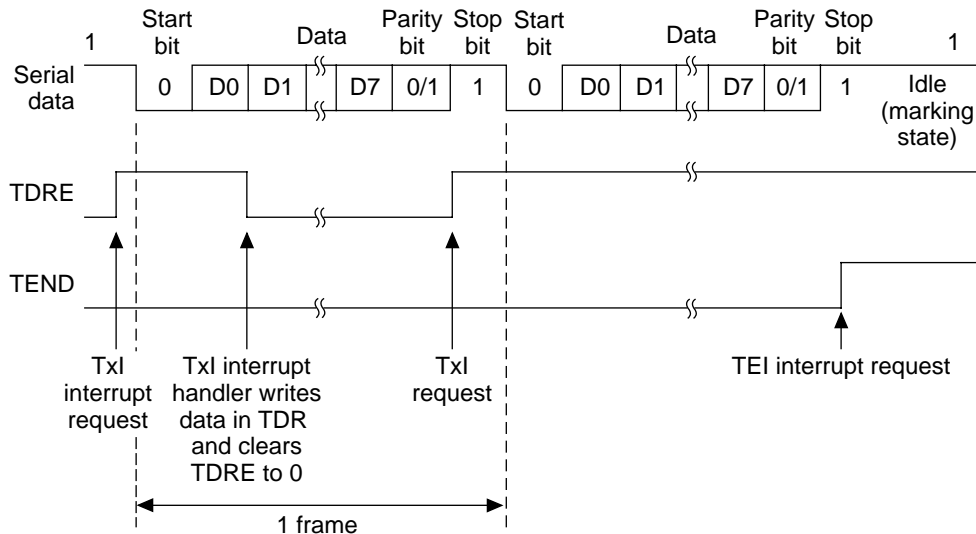 1 Start bit Data Parity bit Stop bit Start bit Data Parity bit Stop bit 1
Serial data 0 D0 D1 D7 0/1 1 0 D0 D1 D7 0/1 1 Idle (marking state)
TDRE
TEND
TxI interrupt request
TxI interrupt handler writes data in TDR and clears TDRE to 0
TxI request
TEI interrupt request
1 frame